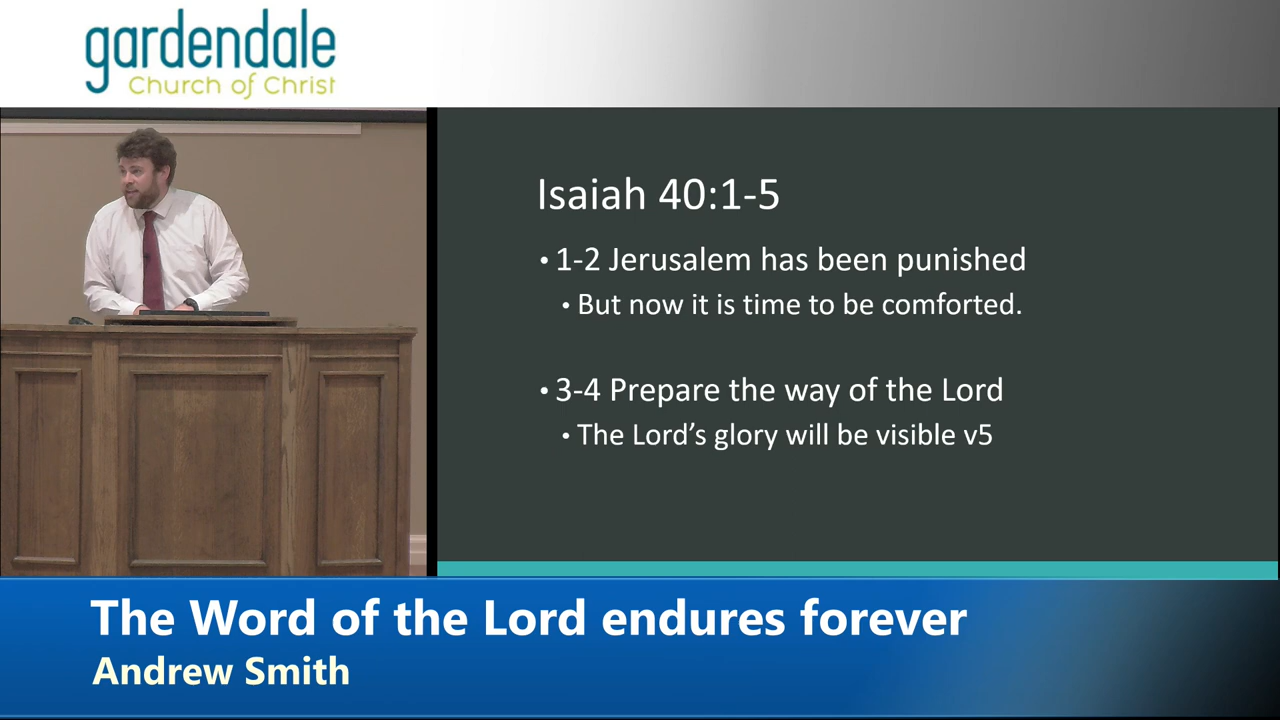 gardendale
Church of Christ
Isaiah 40:1-5
• 1-2 Jerusalem has been punished
• But now it is time to be comforted.
• 3-4 Prepare the way of the Lord
• The Lord’s glory will be visible v5
The Word of the Lord endures forever
Andrew Smith